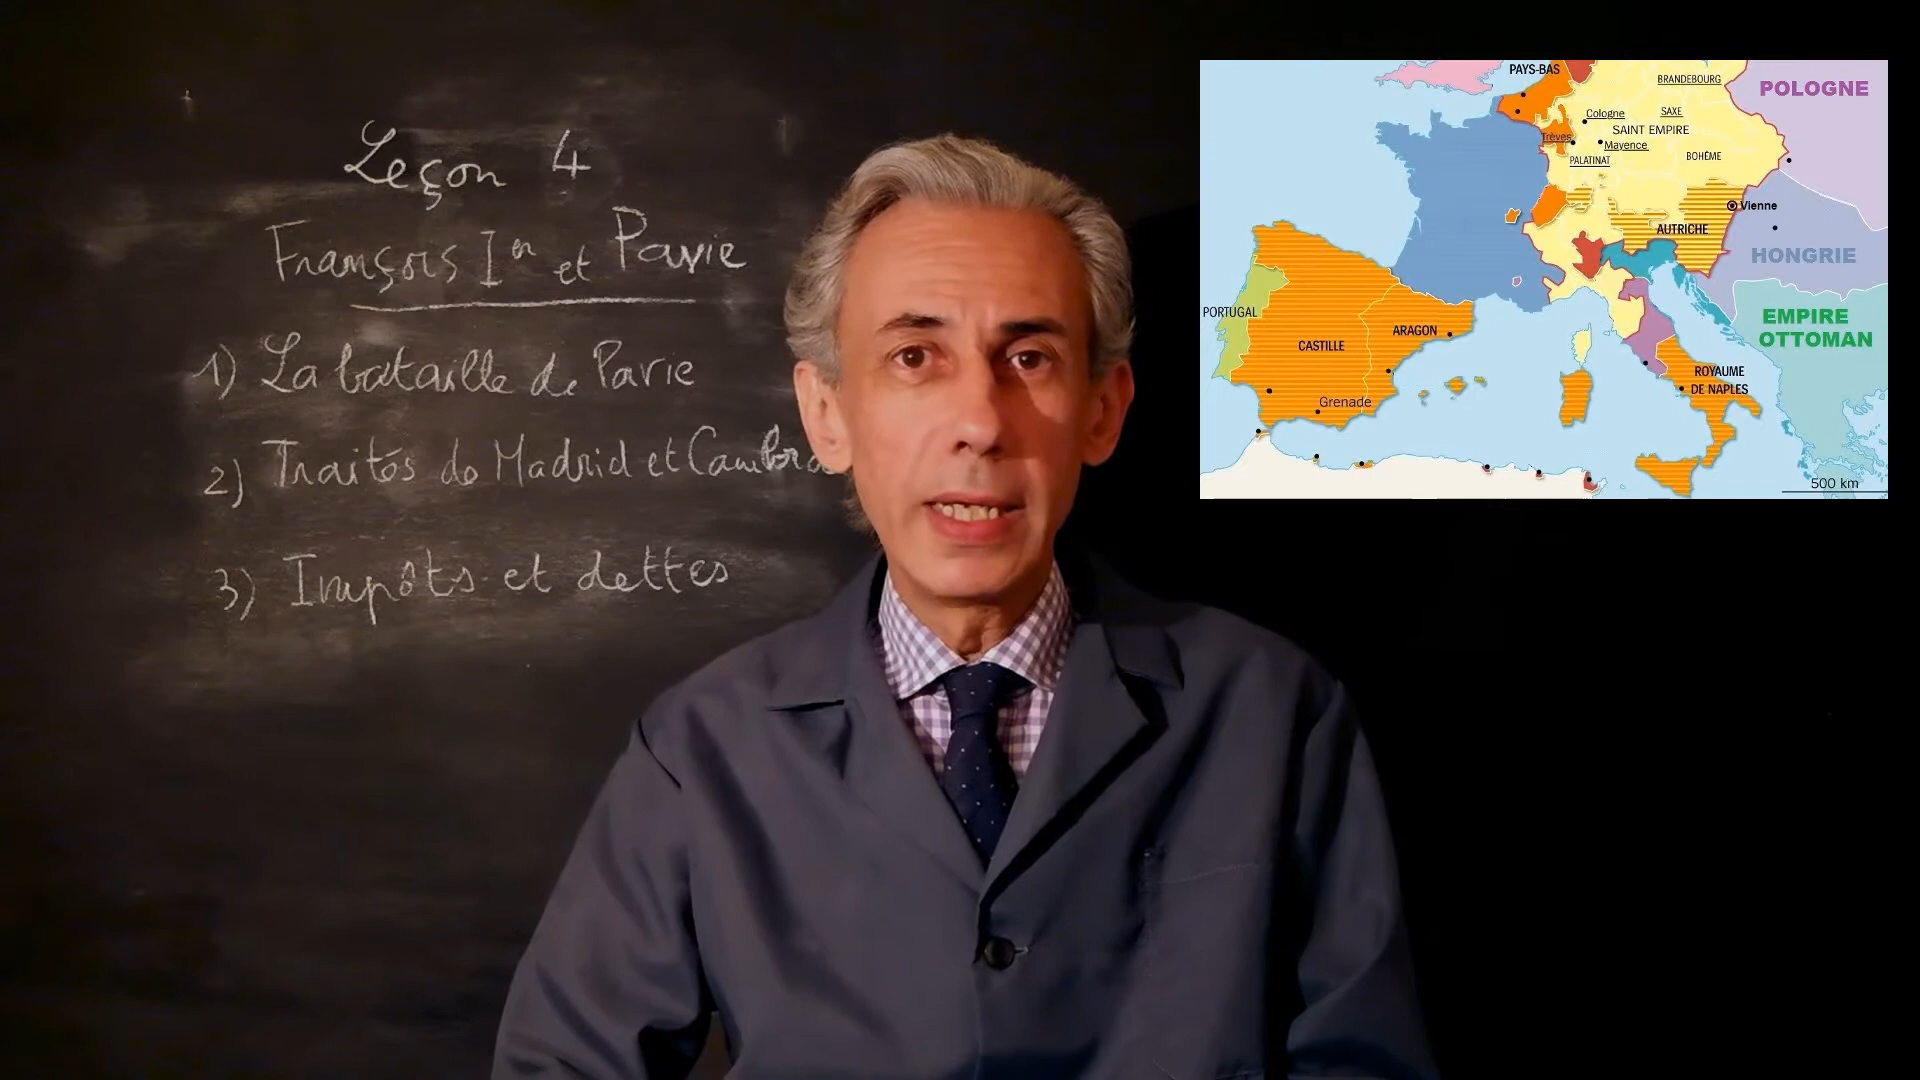 Leçon 4
François Ier et Pavie
1) La bataille de Pavie
2) Traités de Madrid et Cambra
3) Impôts et dettes
PAYS-BAS
BRANDEBOURG
POLOGNE
Cologne
SAXE
Trèves
SAINT EMPIRE
Mayence
PALATINAT
BOHÊME
Vienne
AUTRICHE
HONGRIE
PORTUGAL
ARAGON
CASTILLE
EMPIRE
OTTOMAN
ROYAUME
DE NAPLES
Grenade
500 km